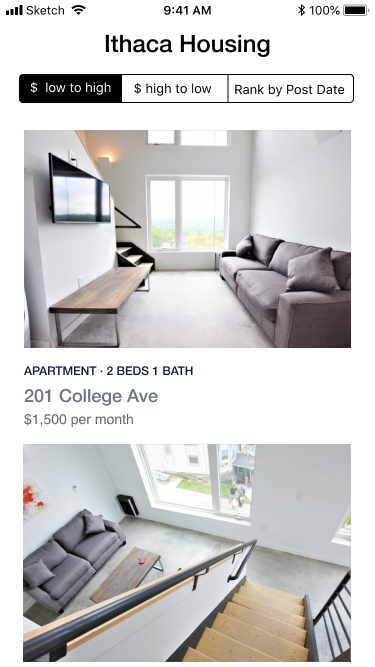 Sketch 9:41 AM 100%
Ithaca Housing
$ low to high $ high to low Rank by Post Date
APARTMENT · 2 BEDS 1 BATH
201 College Ave
$1,500 per month